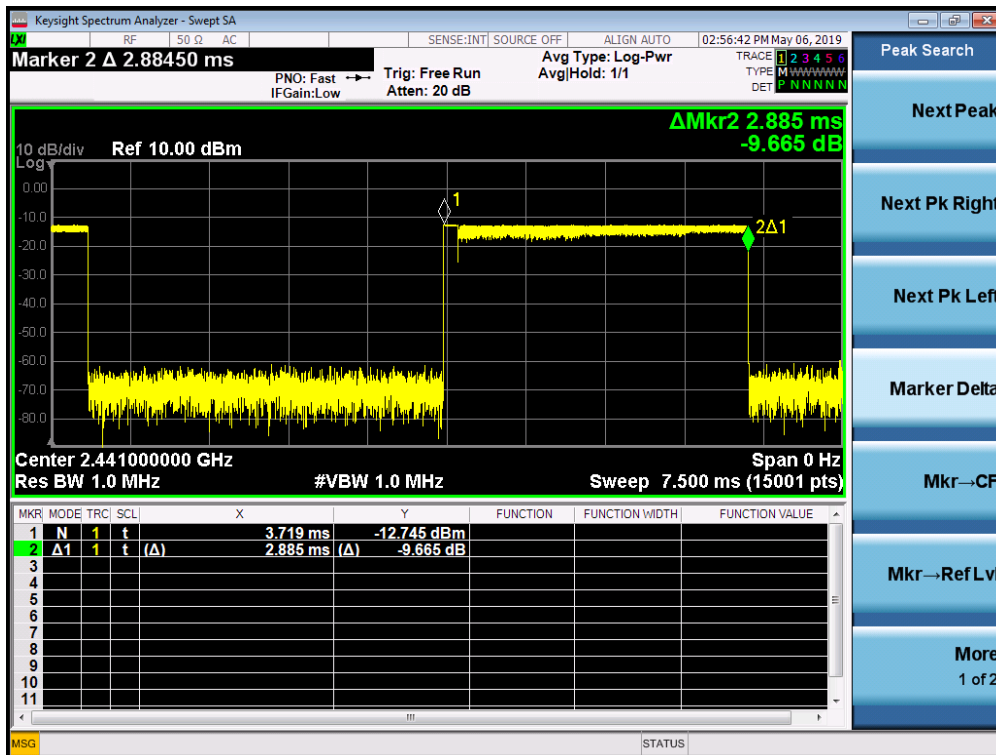 Keysight Spectrum Analyzer - Swept SA
LXI RF 50 Ω AC SENSE:INT SOURCE OFF ALIGN AUTO 02:56:42 PM May 06, 2019
Marker 2 Δ 2.88450 ms
PNO: Fast
IFGain:Low
Trig: Free Run
Atten: 20 dB
Avg Type: Log-Pwr
Avg|Hold: 1/1
TRACE 1 2 3 4 5 6
TYPE M WWWWW
DET P N N N N N
Peak Search
ΔMkr2 2.885 ms
-9.665 dB
10 dB/div Ref 10.00 dBm
Log
0.00
-10.0
-20.0
-30.0
-40.0
-50.0
-60.0
-70.0
-80.0
1
2Δ1
Center 2.441000000 GHz Span 0 Hz
Res BW 1.0 MHz #VBW 1.0 MHz Sweep 7.500 ms (15001 pts)
MKR MODE TRC SCL X Y FUNCTION FUNCTION WIDTH FUNCTION VALUE
1 N 1 t 3.719 ms -12.745 dBm
2 Δ1 1 t (Δ) 2.885 ms (Δ) -9.665 dB
3
4
5
6
7
8
9
10
11
MSG STATUS
Next Peak
Next Pk Right
Next Pk Left
Marker Delta
Mkr→CF
Mkr→Ref Lvl
More
1 of 2